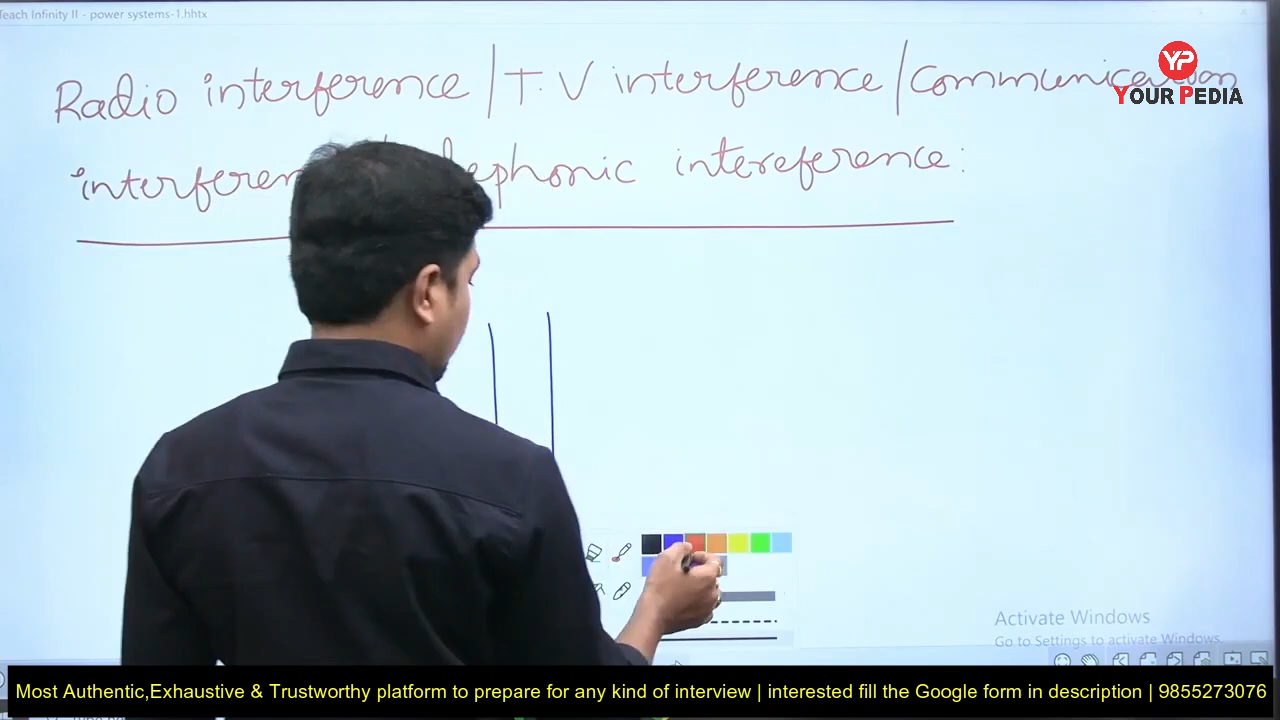 Teach Infinity II - power systems-1.hhtx
Radio interference / T.V interference / Communication
YP
YOUR PEDIA
intereference:
Activate Windows
Go to Settings to activate Windows.
Most Authentic,Exhaustive & Trustworthy platform to prepare for any kind of interview | interested fill the Google form in description | 9855273076